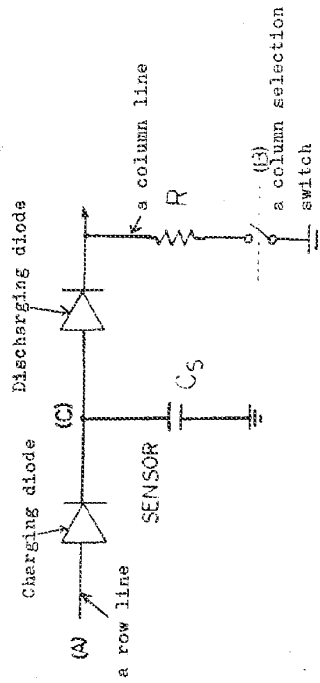 Charging diode
Discharging diode
(A)
a row line
(C)
SENSOR
Cs
a column line
R
(B)
a column selection
switch